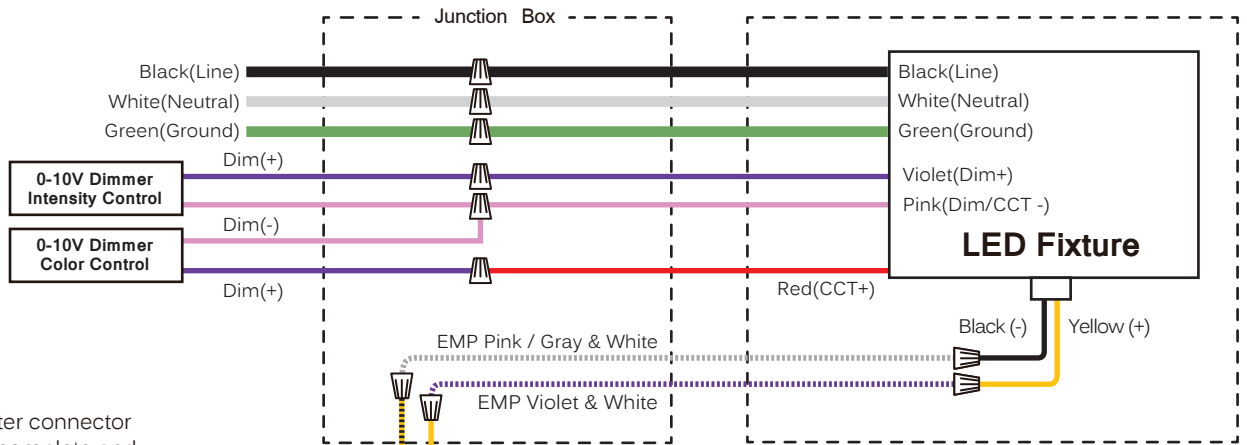 Junction Box
Black(Line)
White(Neutral)
Green(Ground)
Dim(+)
0-10V Dimmer
Intensity Control
Dim(-)
0-10V Dimmer
Color Control
Dim(+)
Black(Line)
White(Neutral)
Green(Ground)
Violet(Dim+)
Pink(Dim/CCT -)
LED Fixture
Red(CCT+)
Black (-)
Yellow (+)
EMP Pink / Gray & White
EMP Violet & White
ter connector